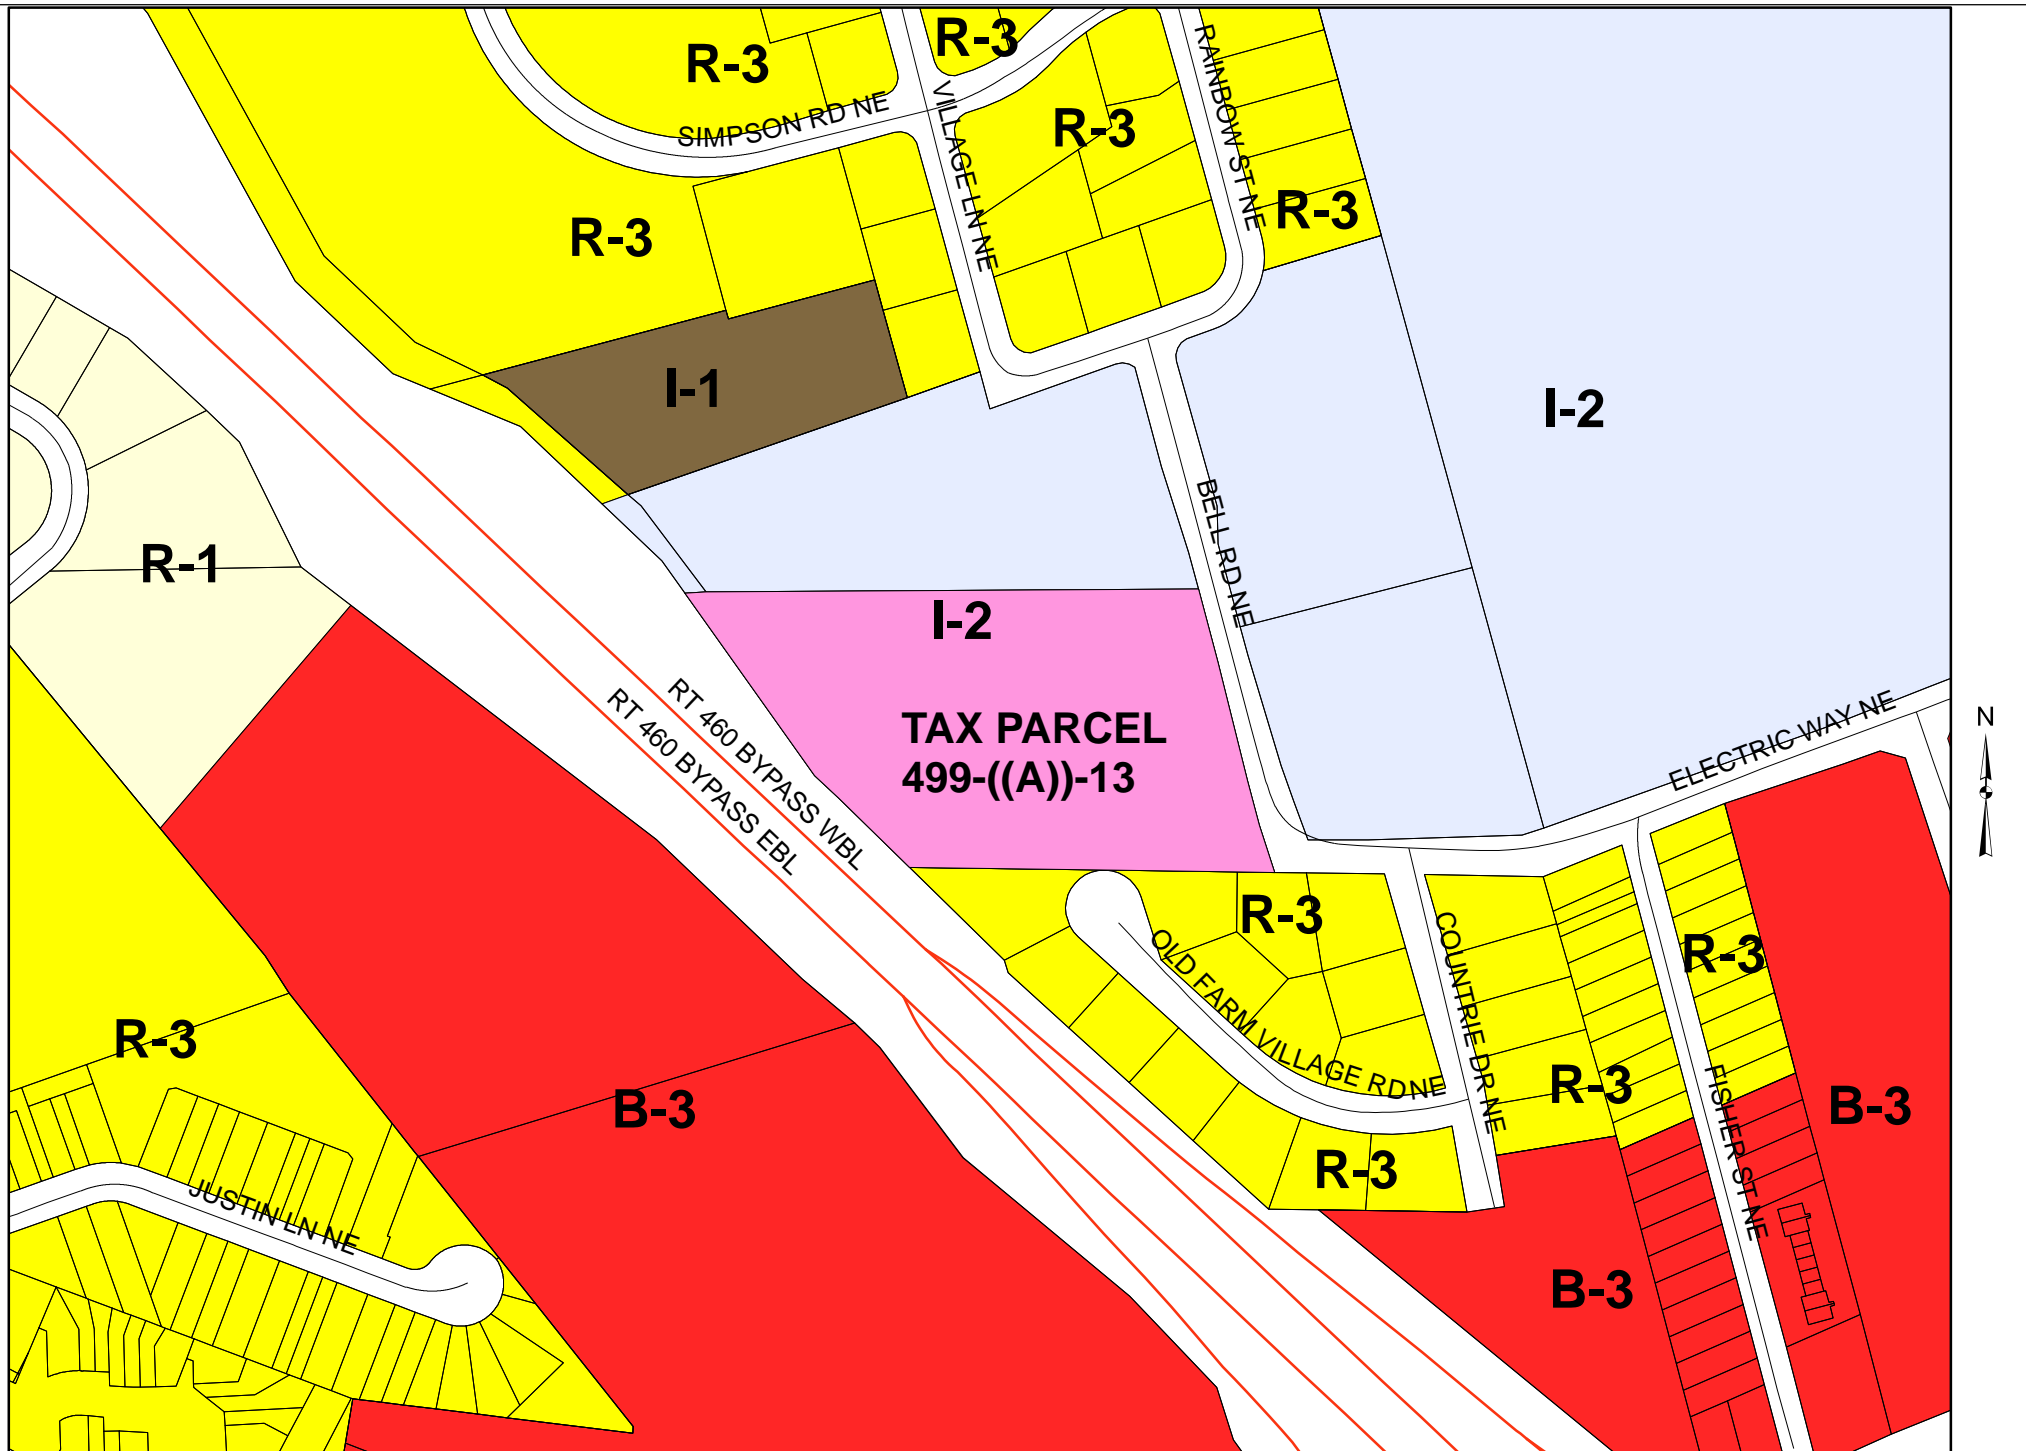 R-3
R-3
SIMPSON RD NE
VILLAGE LN NE
R-3
RAINBOW ST NE
R-3
R-3
I-1
I-2
R-1
BELL RD NE
I-2
TAX PARCEL
499-((A))-13
RT 460 BYPASS WBL
RT 460 BYPASS EBL
ELECTRIC WAY NE
N
R-3
OLD FARM VILLAGE RD NE
COUNTRIE DR NE
R-3
R-3
B-3
R-3
FISHER ST NE
B-3
R-3
JUSTIN LN NE
B-3